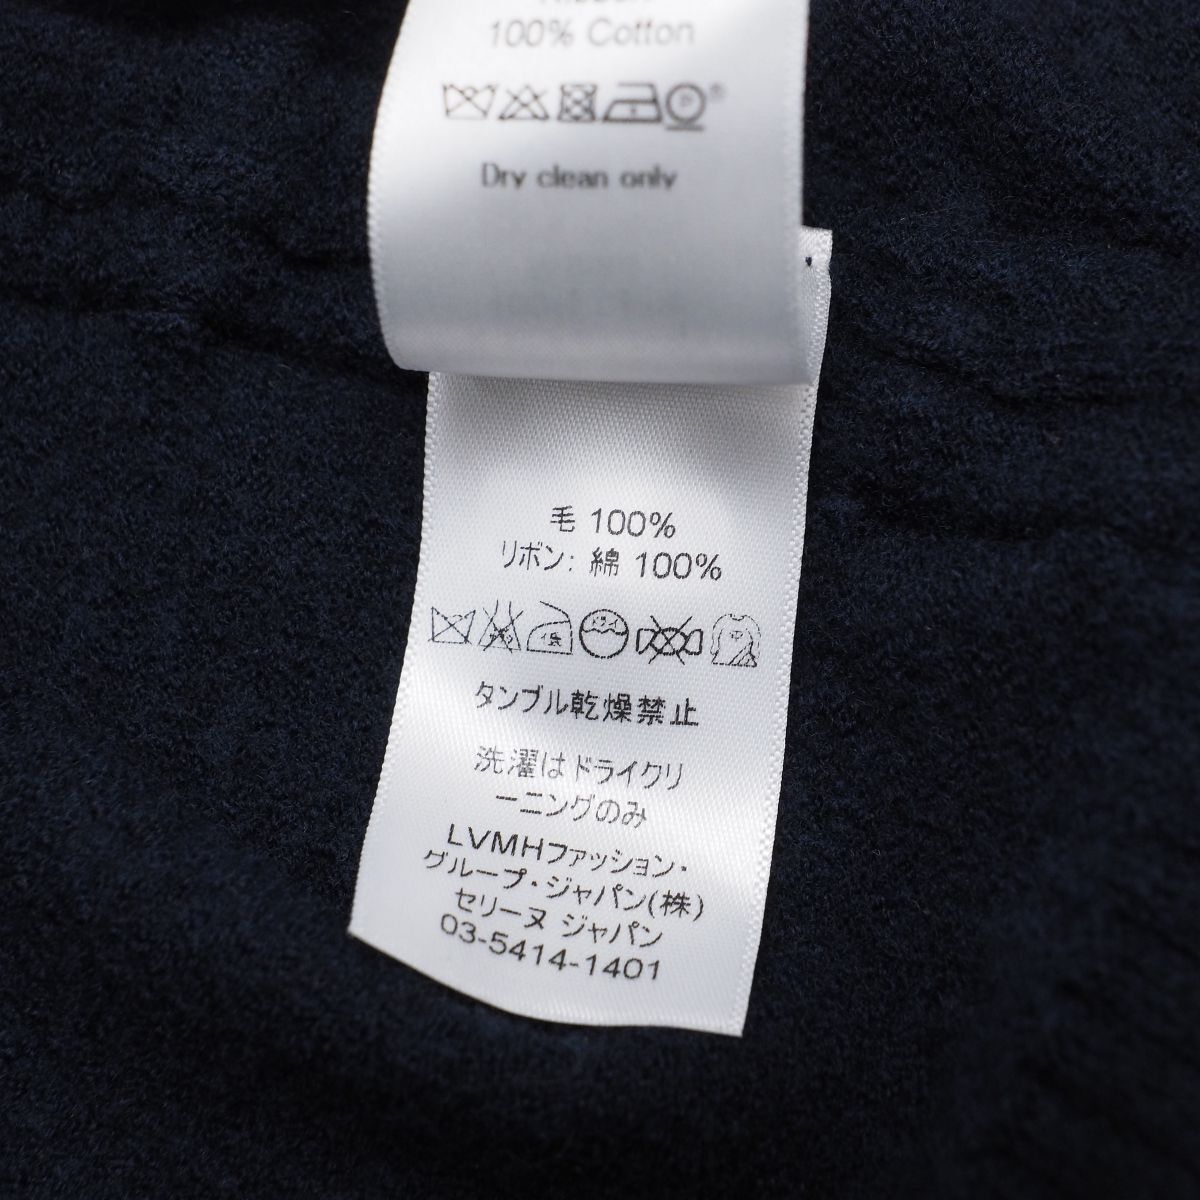 100% Cotton
Dry clean only
毛 100%
リボン: 綿 100%
ドライ
タンブル乾燥禁止
洗濯はドライクリ
ーニングのみ
LVMHファッション・
グループ・ジャパン(株)
セリーヌ ジャパン
03-5414-1401